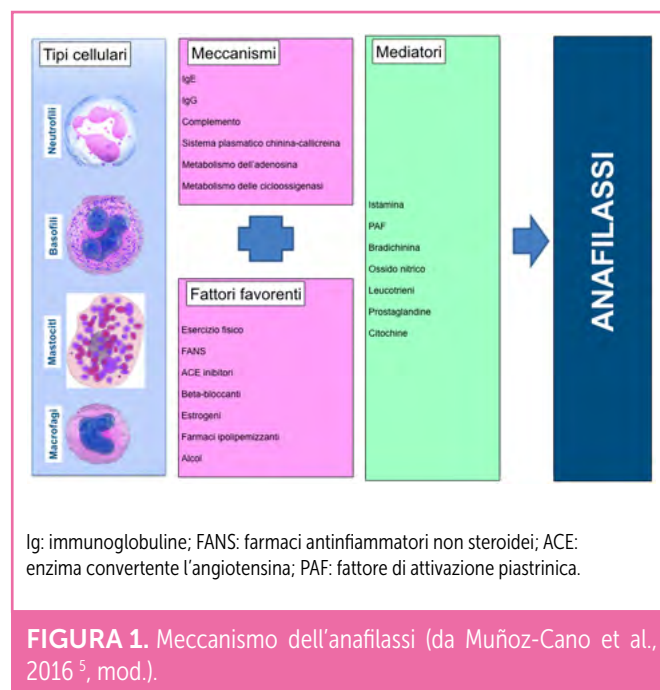 Tipi cellulari
Neutrofili
Basofili
Mastociti
Macrofagi
Meccanismi
IgE
IgG
Complemento
Sistema plasmatico chinina-callicreina
Metabolismo dell'adenosina
Metabolismo delle cicloossigenasi
Fattori favorenti
Esercizio fisico
FANS
ACE inibitori
Beta-bloccanti
Estrogeni
Farmaci ipolipemizzanti
Alcol
Mediatori
Istamina
PAF
Bradichinina
Ossido nitrico
Leucotrieni
Prostaglandine
Citochine
ANAFILASSI
Ig: immunoglobuline; FANS: farmaci antinfiammatori non steroidei; ACE:
enzima convertente l'angiotensina; PAF: fattore di attivazione piastrinica.
FIGURA 1. Meccanismo dell'anafilassi (da Muñoz-Cano et al.,
2016 ⁵, mod.).